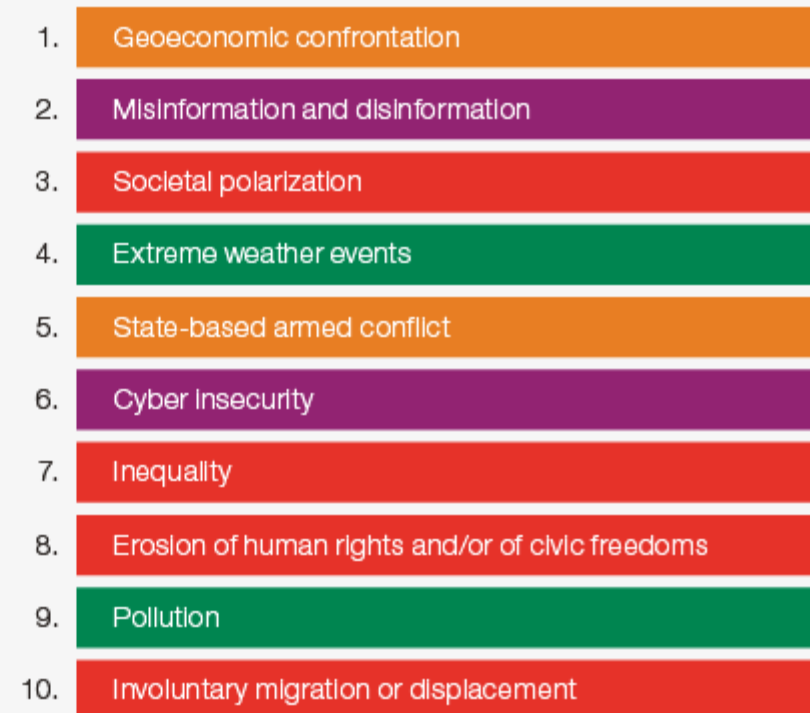 1. Geoeconomic confrontation
2. Misinformation and disinformation
3. Societal polarization
4. Extreme weather events
5. State-based armed conflict
6. Cyber insecurity
7. Inequality
8. Erosion of human rights and/or of civic freedoms
9. Pollution
10. Involuntary migration or displacement